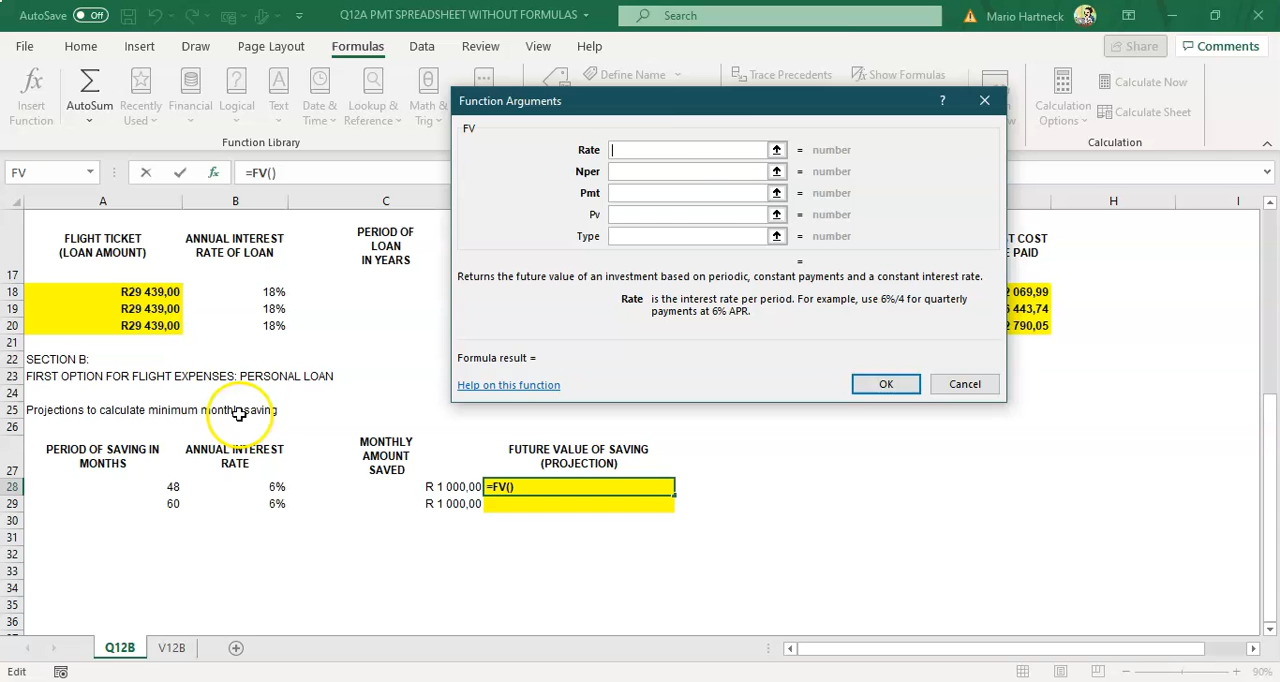 AutoSave Off
Q12A PMT SPREADSHEET WITHOUT FORMULAS
Search
Mario Hartneck
File Home Insert Draw Page Layout Formulas Data Review View Help
Share Comments
Insert Function
AutoSum
Recently Used
Financial
Logical
Text
Date & Time
Lookup & Reference
Math & Trig
Define Name
Trace Precedents
Show Formulas
Calculation Options
Calculate Now
Calculate Sheet
Function Library
Calculation
FV
=FV()
Function Arguments
?
FV
Rate = number
Nper = number
Pmt = number
Pv = number
Type = number
=
Returns the future value of an investment based on periodic, constant payments and a constant interest rate.
Rate is the interest rate per period. For example, use 6%/4 for quarterly
payments at 6% APR.
Formula result =
Help on this function
OK Cancel
A B C H I
17
FLIGHT TICKET
(LOAN AMOUNT)
ANNUAL INTEREST
RATE OF LOAN
PERIOD OF
LOAN
IN YEARS
COST
PAID
18 R29 439,00 18% 069,99
19 R29 439,00 18% 443,74
20 R29 439,00 18% 790,05
21
22 SECTION B:
23 FIRST OPTION FOR FLIGHT EXPENSES: PERSONAL LOAN
24
25 Projections to calculate minimum monthly saving
26
27
PERIOD OF SAVING IN
MONTHS
ANNUAL INTEREST
RATE
MONTHLY
AMOUNT
SAVED
FUTURE VALUE OF SAVING
(PROJECTION)
28 48 6% R 1 000,00 =FV()
29 60 6% R 1 000,00
30
31
32
33
34
35
36
Q12B V12B
Edit
90%